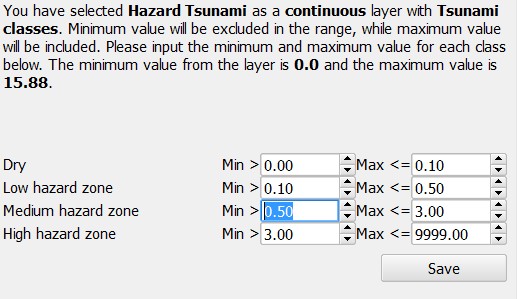 You have selected Hazard Tsunami as a continuous layer with Tsunami
classes. Minimum value will be excluded in the range, while maximum value
will be included. Please input the minimum and maximum value for each class
below. The minimum value from the layer is 0.0 and the maximum value is
15.88.
Dry Min > 0.00 Max <= 0.10
Low hazard zone Min > 0.10 Max <= 0.50
Medium hazard zone Min > 0.50 Max <= 3.00
High hazard zone Min > 3.00 Max <= 9999.00
Save